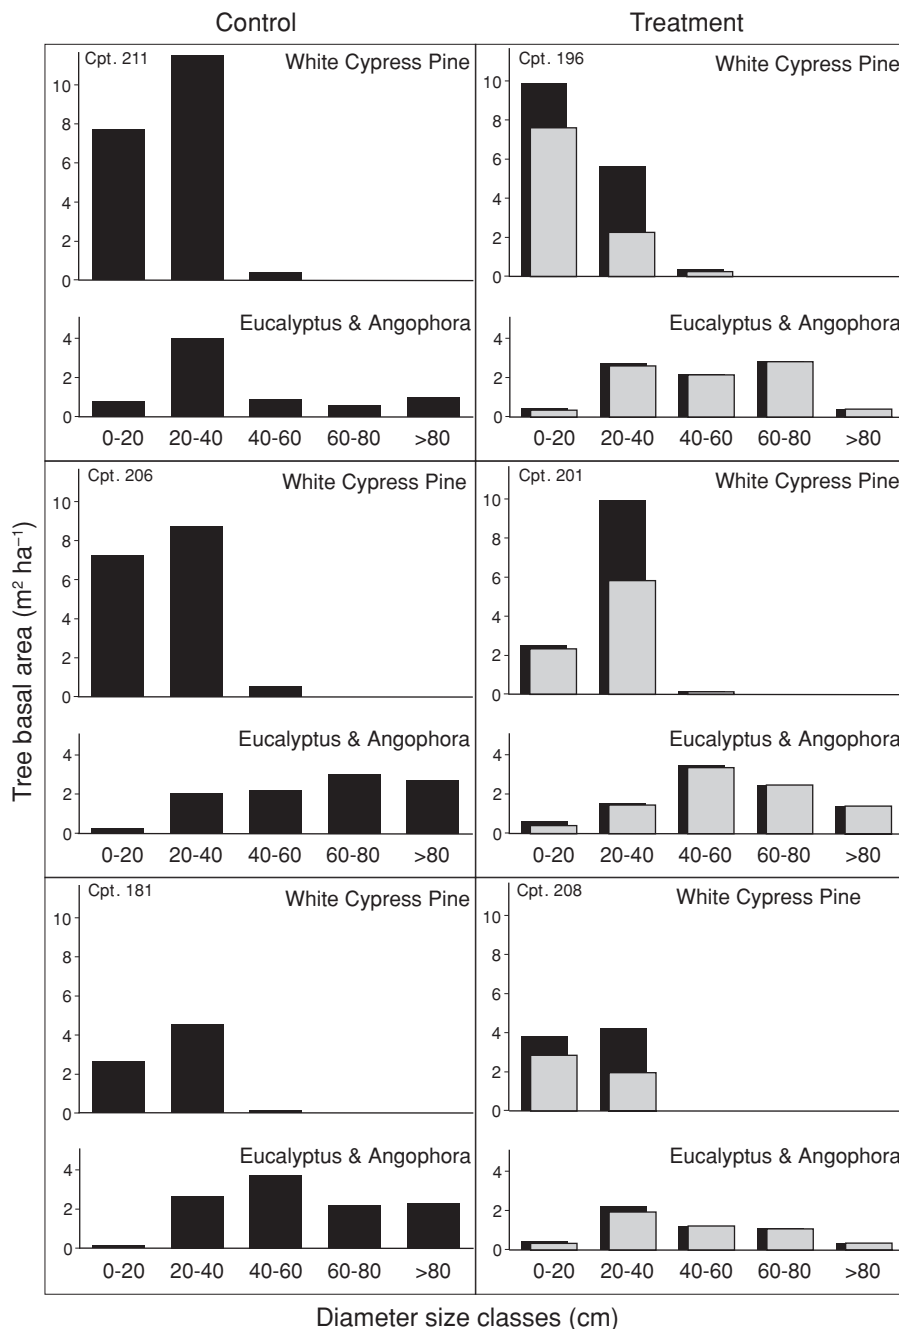 Control Treatment
Cpt. 211 White Cypress Pine
10
8
6
4
2
0
Eucalyptus & Angophora
4
2
0
0-20 20-40 40-60 60-80 >80
Cpt. 196 White Cypress Pine
10
8
6
4
2
0
Eucalyptus & Angophora
4
2
0
0-20 20-40 40-60 60-80 >80
Cpt. 206 White Cypress Pine
10
8
6
4
2
0
Eucalyptus & Angophora
4
2
0
0-20 20-40 40-60 60-80 >80
Cpt. 201 White Cypress Pine
10
8
6
4
2
0
Eucalyptus & Angophora
4
2
0
0-20 20-40 40-60 60-80 >80
Cpt. 181 White Cypress Pine
10
8
6
4
2
0
Eucalyptus & Angophora
4
2
0
0-20 20-40 40-60 60-80 >80
Cpt. 208 White Cypress Pine
10
8
6
4
2
0
Eucalyptus & Angophora
4
2
0
0-20 20-40 40-60 60-80 >80
Tree basal area (m² ha⁻¹)
Diameter size classes (cm)